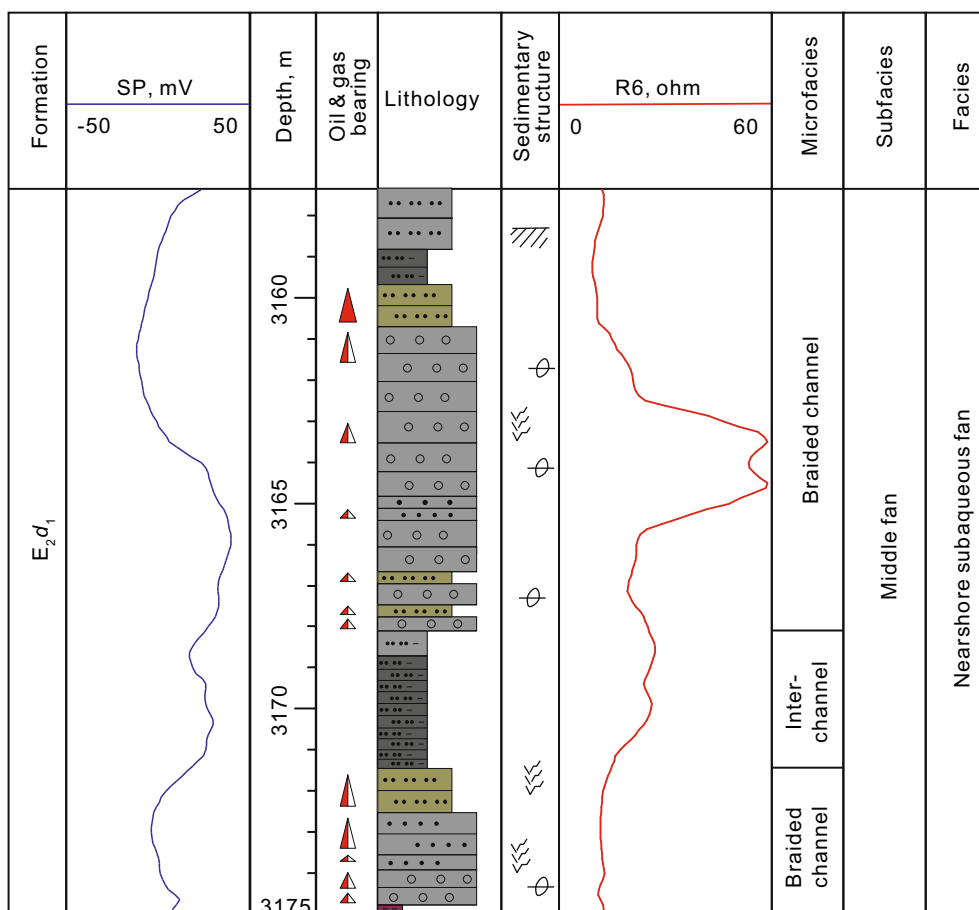 Formation
SP, mV
-50 50
Depth, m
Oil & gas
bearing
Lithology
Sedimentary
structure
R6, ohm
0 60
Microfacies
Subfacies
Facies
E₂d₁
3160
3165
3170
3175
Braided channel
Inter-
channel
Braided
channel
Middle fan
Nearshore subaqueous fan